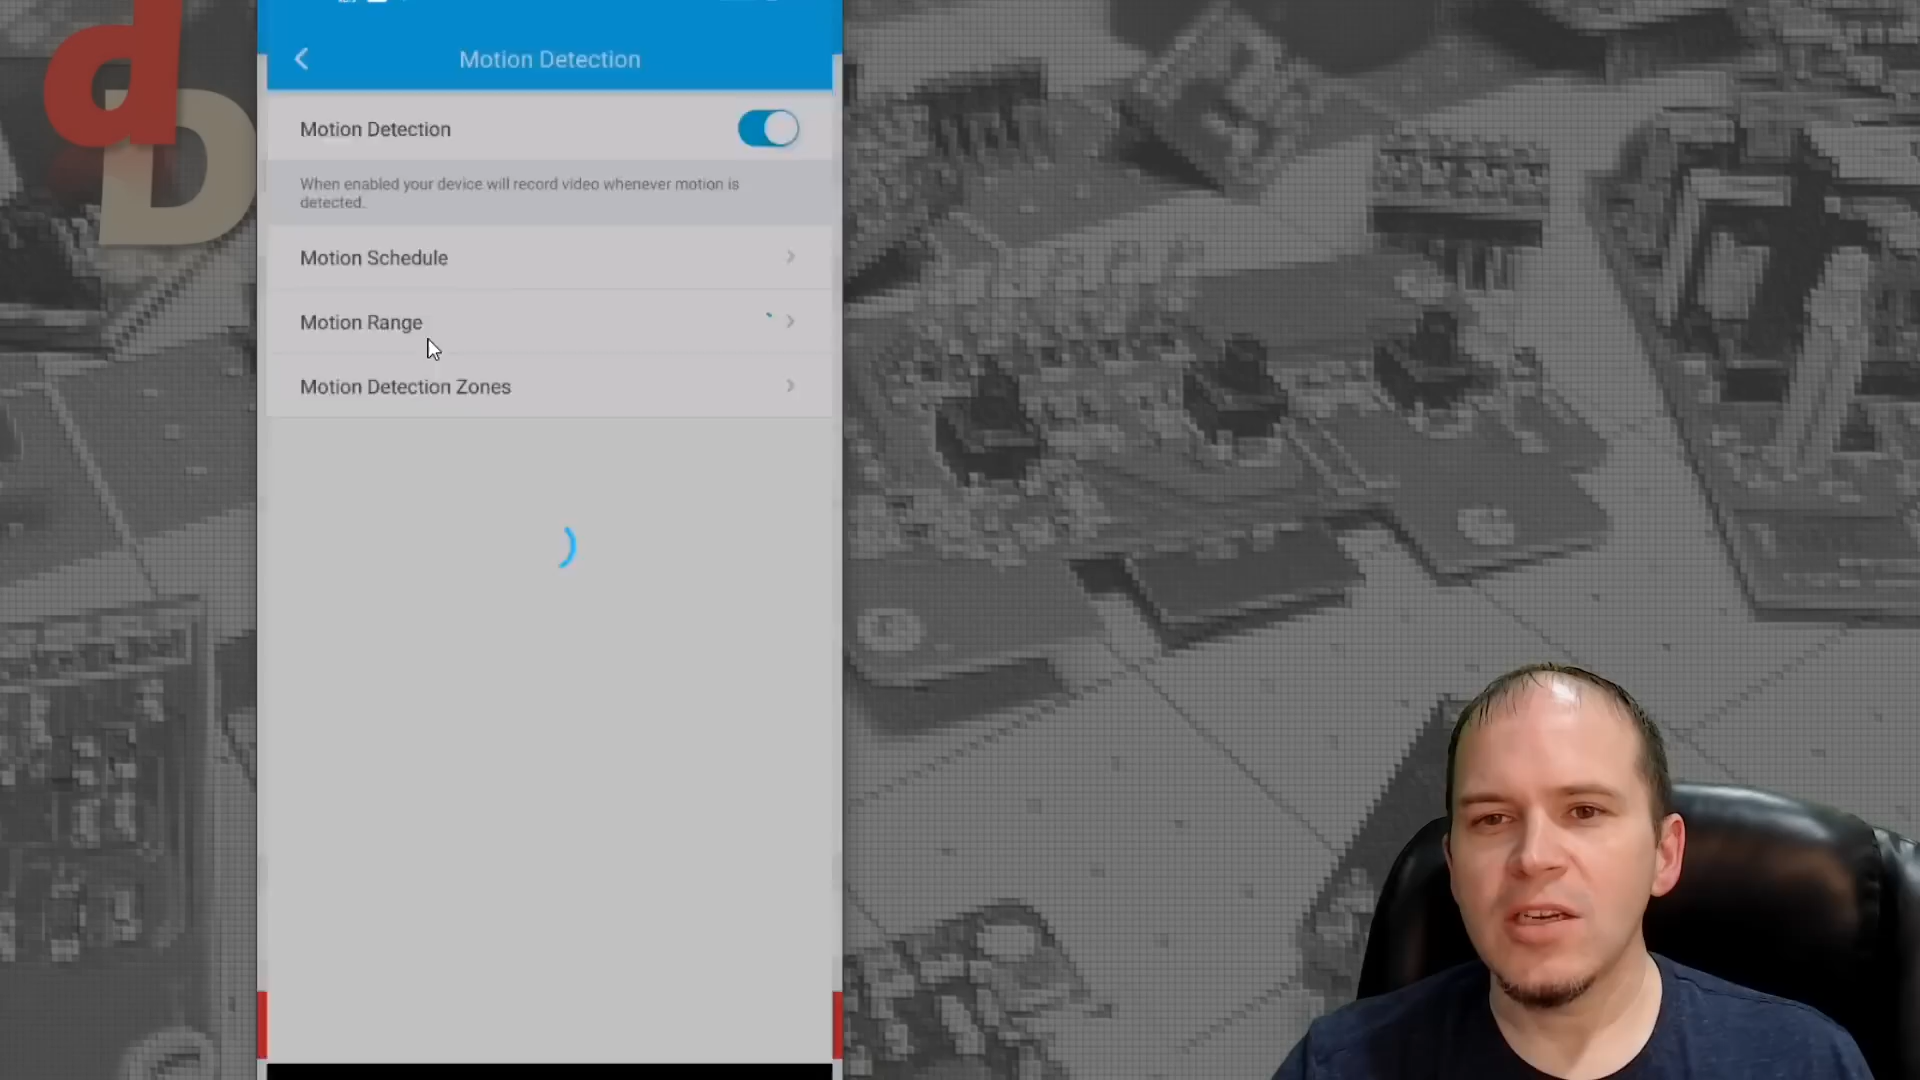 dD
Motion Detection
Motion Detection
When enabled your device will record video whenever motion is
detected.
Motion Schedule
Motion Range
Motion Detection Zones